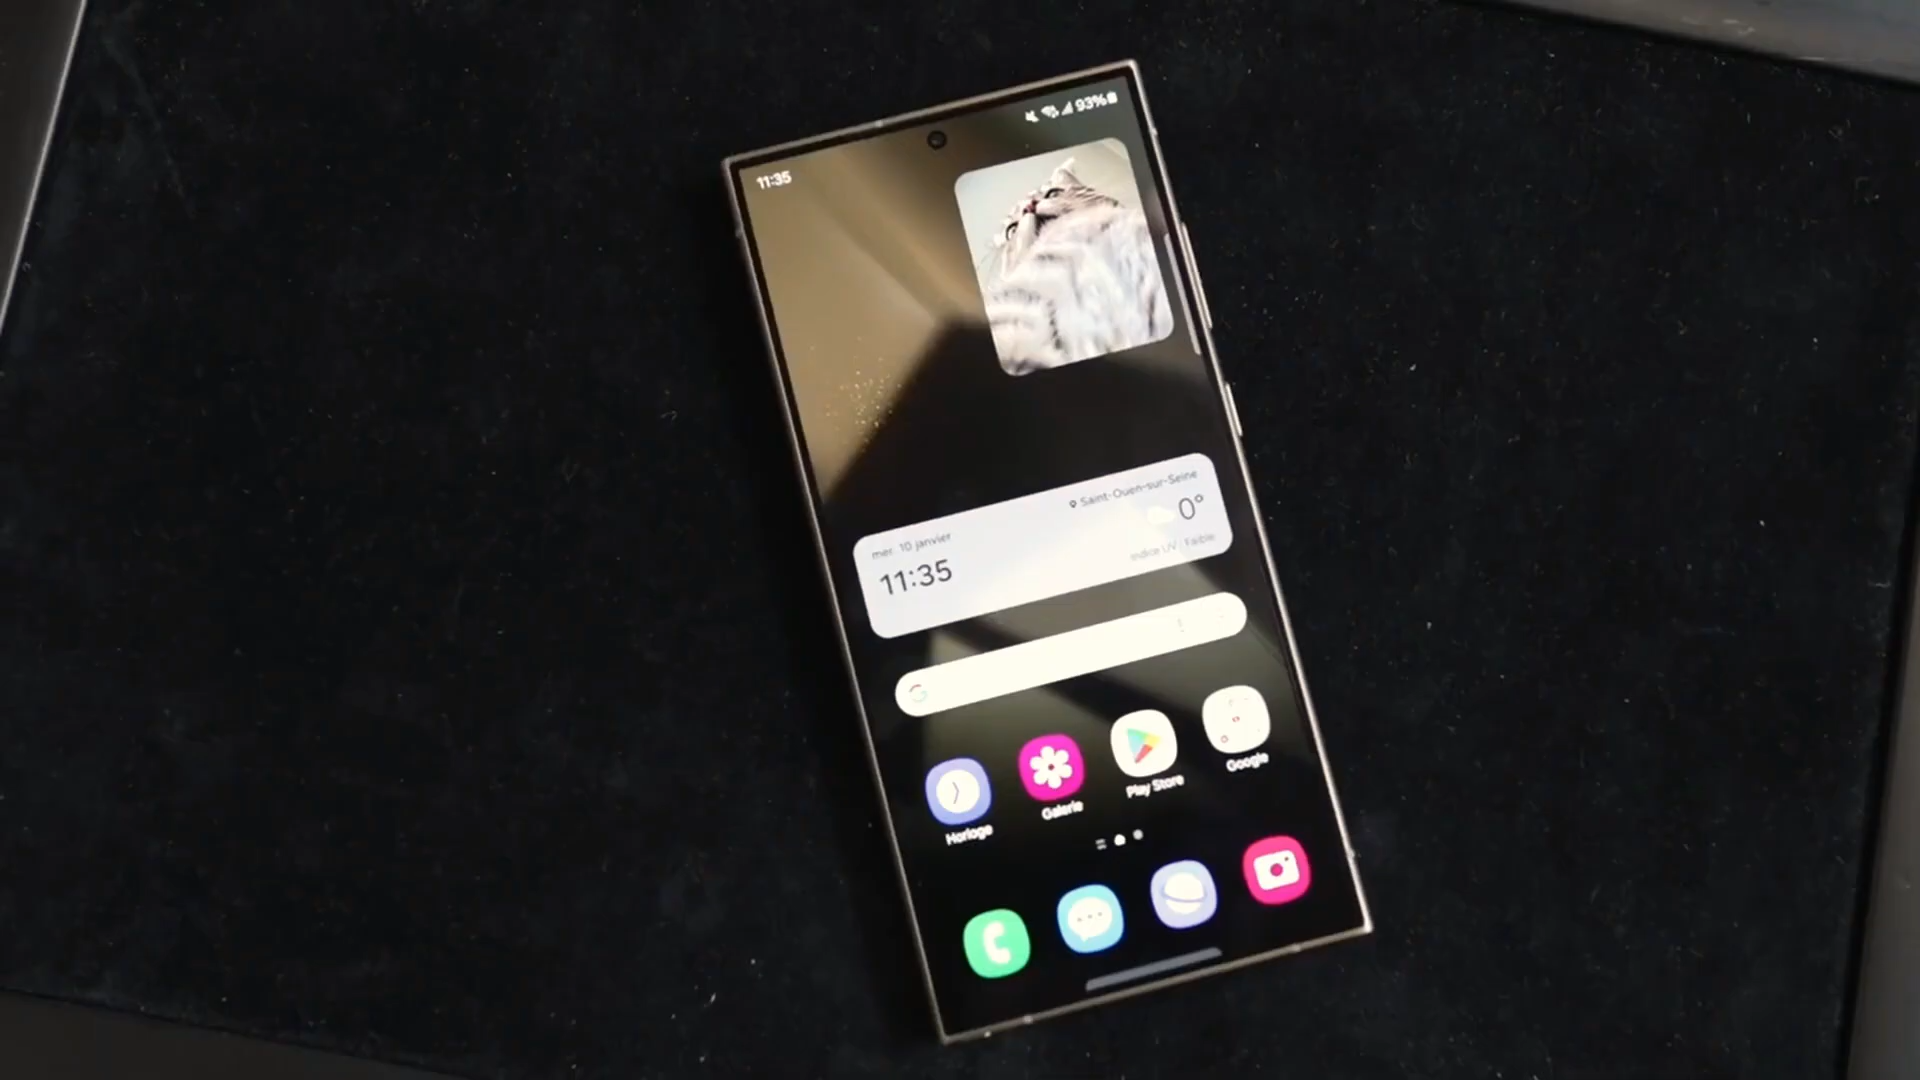 93%
11:35
Saint-Ouen-sur-Seine
0°
mer. 10 janvier
11:35
Indice UV : Faible
G
Horloge
Galerie
Play Store
Google